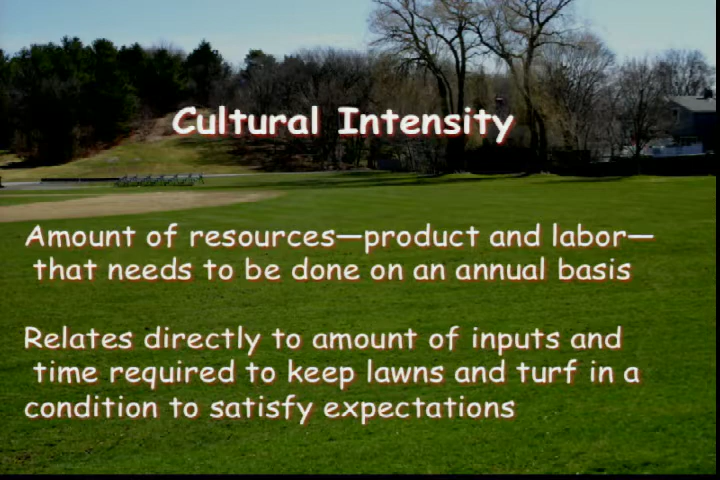 Cultural Intensity
Amount of resources—product and labor—
that needs to be done on an annual basis
Relates directly to amount of inputs and
time required to keep lawns and turf in a
condition to satisfy expectations